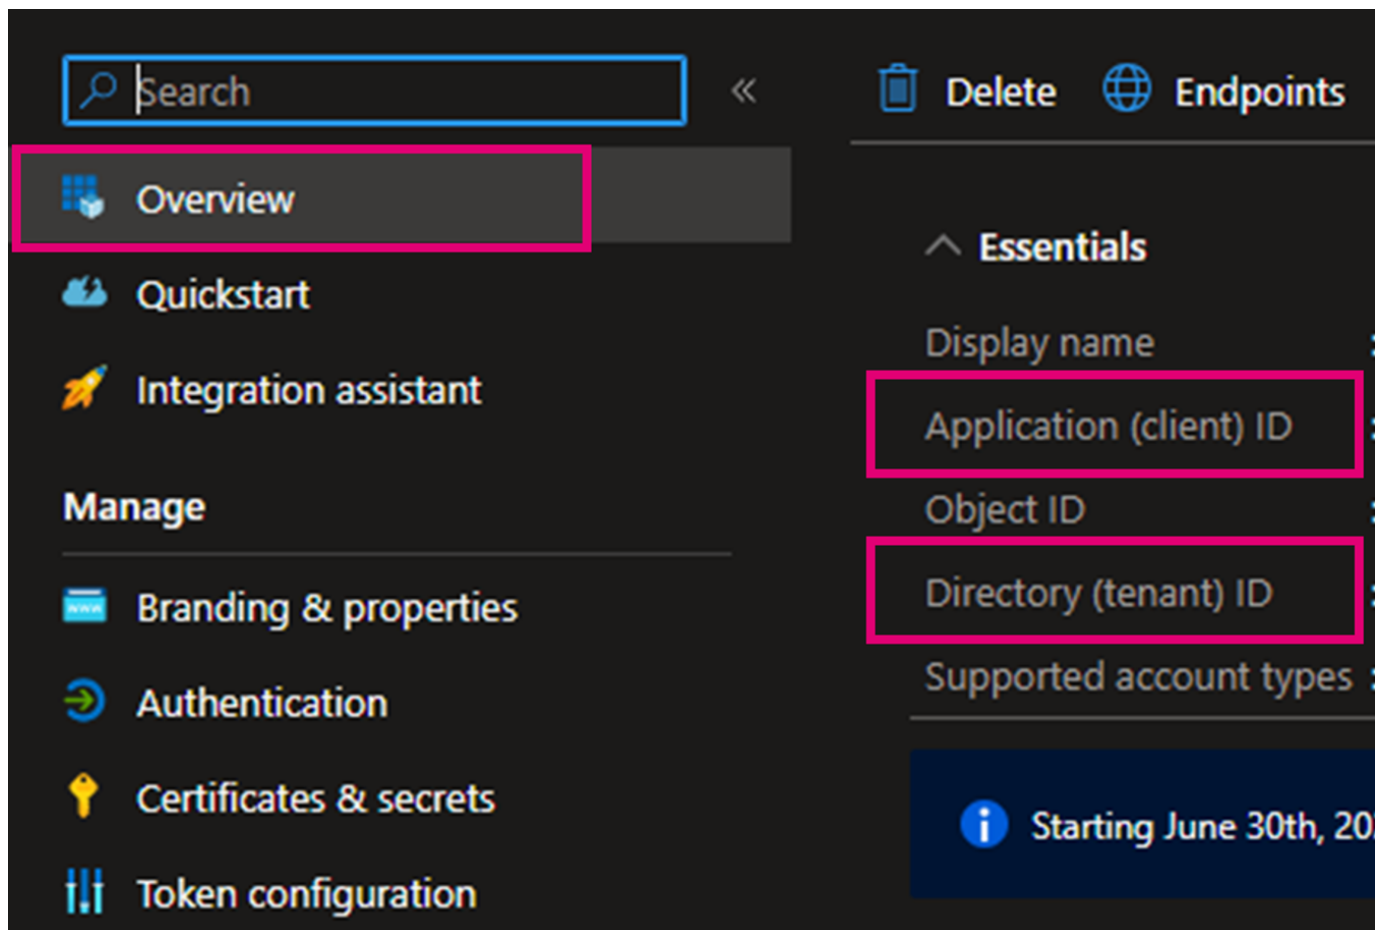 Search
«
Delete
Endpoints
Overview
Quickstart
Integration assistant
Manage
Branding & properties
Authentication
Certificates & secrets
Token configuration
Essentials
Display name :
Application (client) ID :
Object ID :
Directory (tenant) ID :
Supported account types :
Starting June 30th,